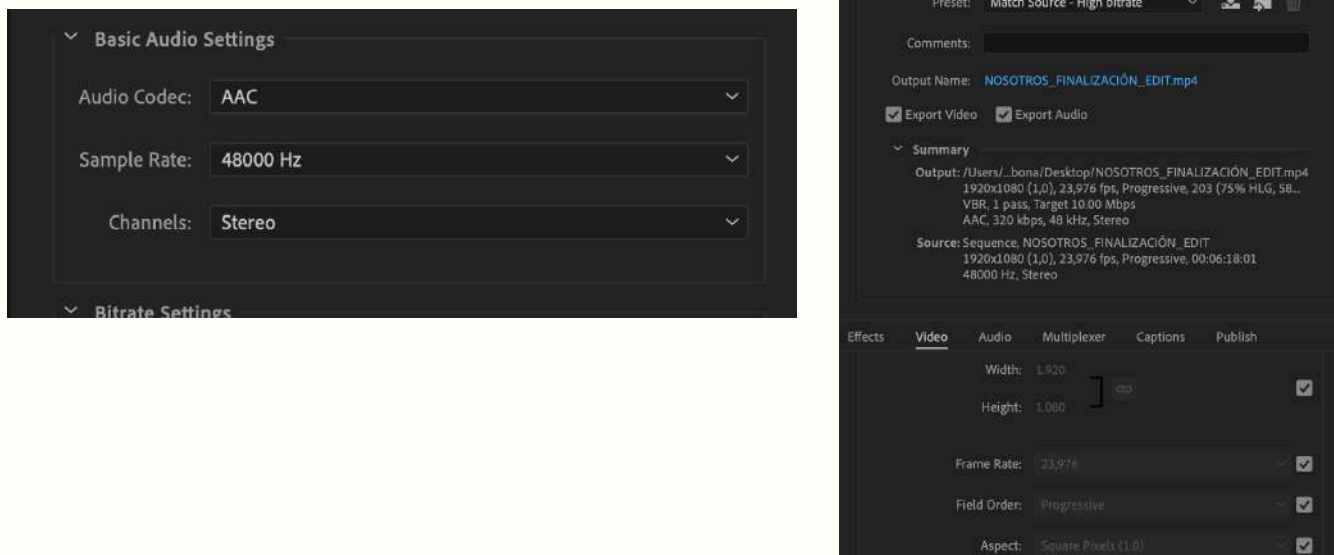 Basic Audio Settings
Audio Codec: AAC
Sample Rate: 48000 Hz
Channels: Stereo
Bitrate Settings
Preset: Match Source - High bitrate
Comments:
Output Name: NOSOTROS_FINALIZACIÓN_EDIT.mp4
Export Video Export Audio
Summary
Output: /Users/...bona/Desktop/NOSOTROS_FINALIZACIÓN_EDIT.mp4
1920x1080 (1,0), 23,976 fps, Progressive, 203 (75% HLG, 58...
VBR, 1 pass, Target 10.00 Mbps
AAC, 320 kbps, 48 kHz, Stereo
Source: Sequence, NOSOTROS_FINALIZACIÓN_EDIT
1920x1080 (1,0), 23,976 fps, Progressive, 00:06:18:01
48000 Hz, Stereo
Effects Video Audio Multiplexer Captions Publish
Width: 1.920
Height: 1.080
Frame Rate: 23,976
Field Order: Progressive
Aspect: Square Pixels (1.0)